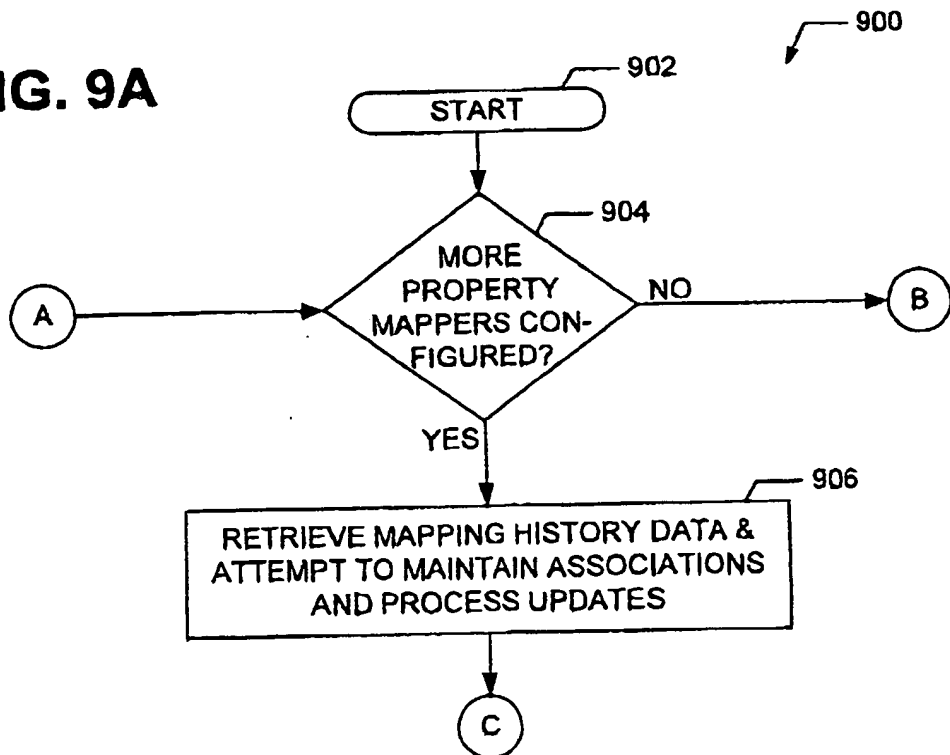 IG. 9A
900
902
START
904
MORE
PROPERTY
MAPPERS CON-
FIGURED?
A
NO
B
YES
906
RETRIEVE MAPPING HISTORY DATA &
ATTEMPT TO MAINTAIN ASSOCIATIONS
AND PROCESS UPDATES
C